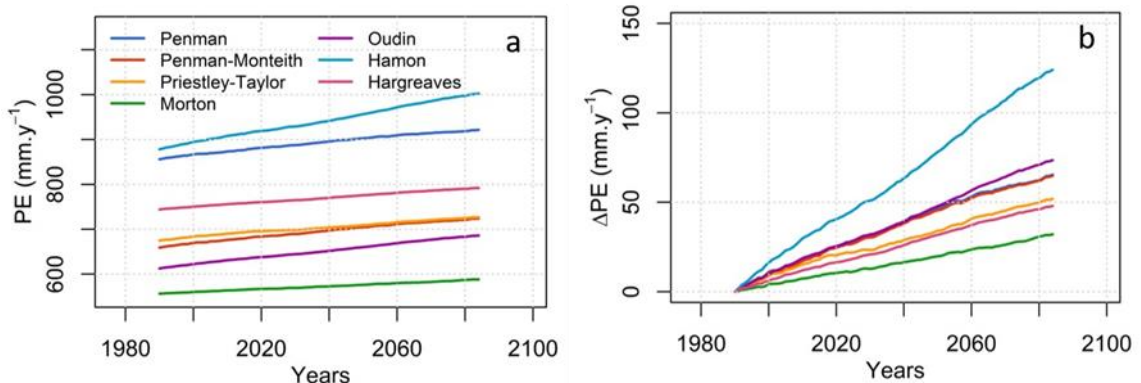 Penman
Penman-Monteith
Priestley-Taylor
Morton
Oudin
Hamon
Hargreaves
a
PE (mm.y⁻¹)
600
800
1000
1980
2020
2060
2100
Years
b
ΔPE (mm.y⁻¹)
0
50
100
150
1980
2020
2060
2100
Years